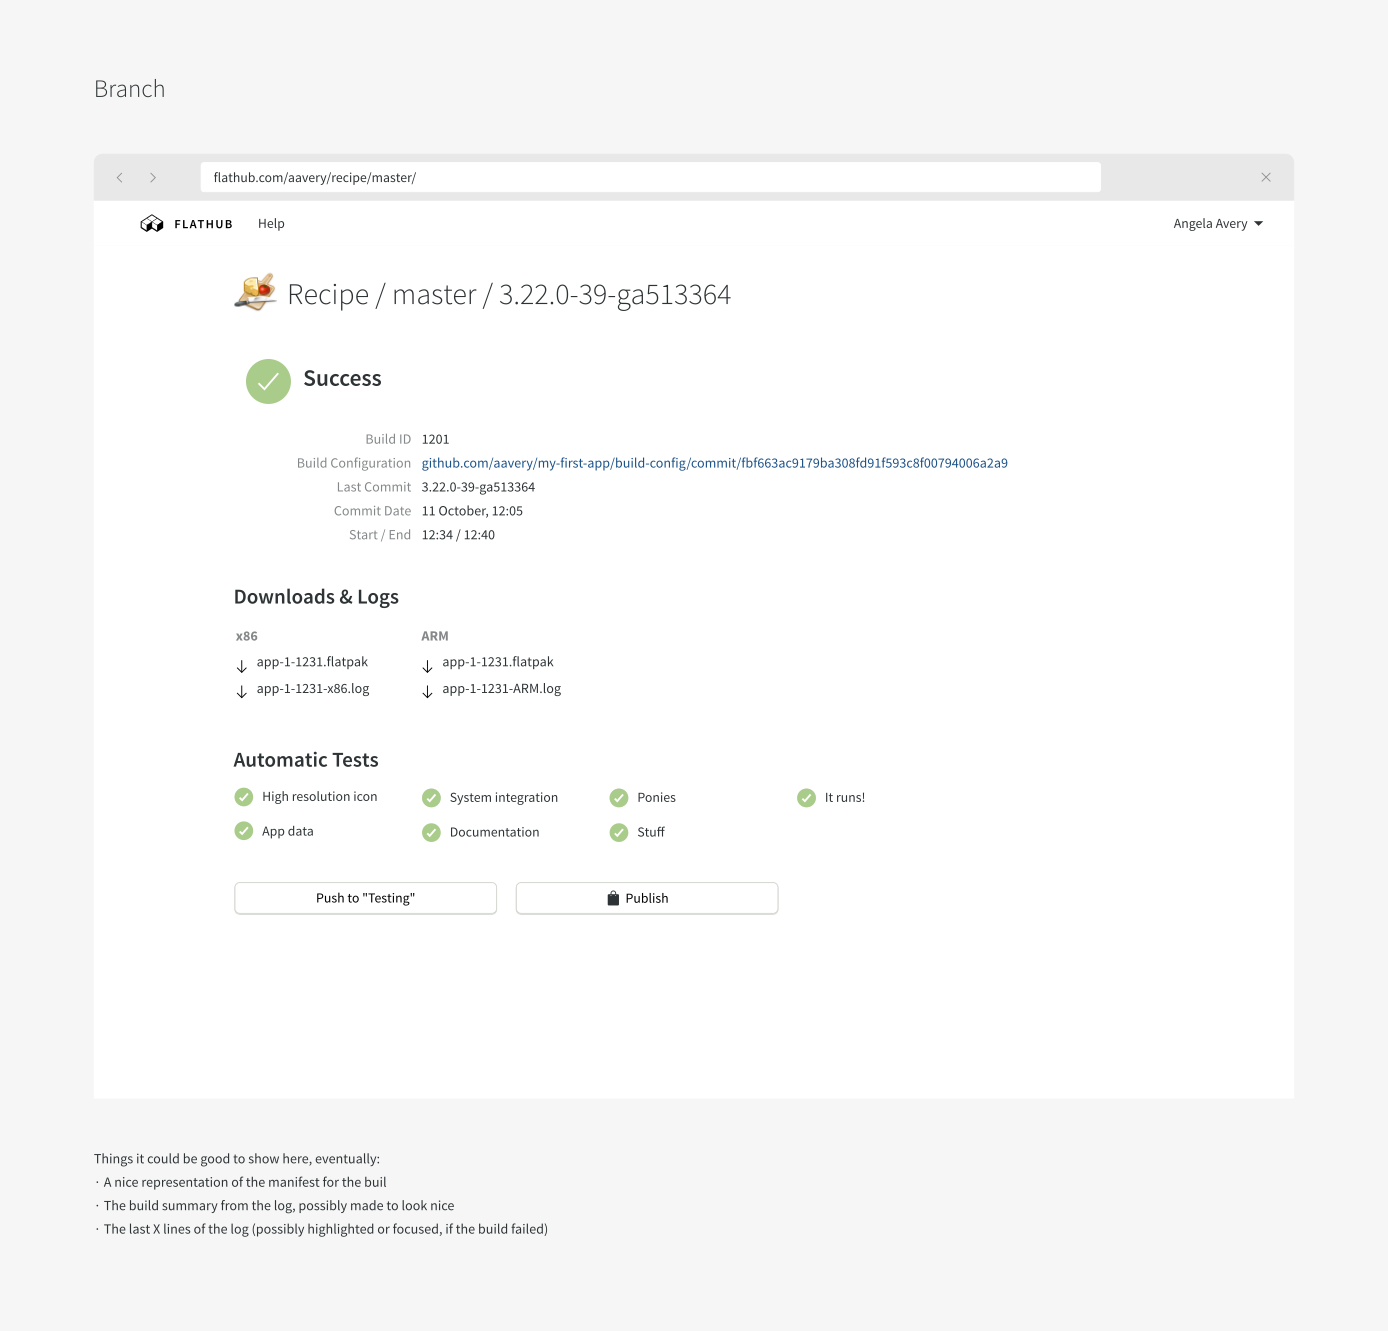 Branch
flathub.com/aavery/recipe/master/
FLATHUB Help Angela Avery
Recipe / master / 3.22.0-39-ga513364
Success
Build ID 1201
Build Configuration github.com/aavery/my-first-app/build-config/commit/fbf663ac9179ba308fd91f593c8f00794006a2a9
Last Commit 3.22.0-39-ga513364
Commit Date 11 October, 12:05
Start / End 12:34 / 12:40
Downloads & Logs
x86 ARM
app-1-1231.flatpak app-1-1231.flatpak
app-1-1231-x86.log app-1-1231-ARM.log
Automatic Tests
High resolution icon System integration Ponies It runs!
App data Documentation Stuff
Push to "Testing" Publish
Things it could be good to show here, eventually:
· A nice representation of the manifest for the buil
· The build summary from the log, possibly made to look nice
· The last X lines of the log (possibly highlighted or focused, if the build failed)